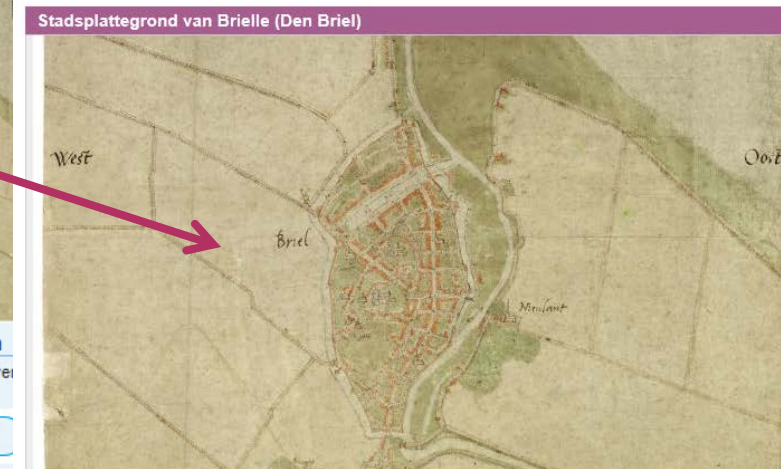 Stadsplattegrond van Brielle (Den Briel)
West
Oost
Briel
Nieulant